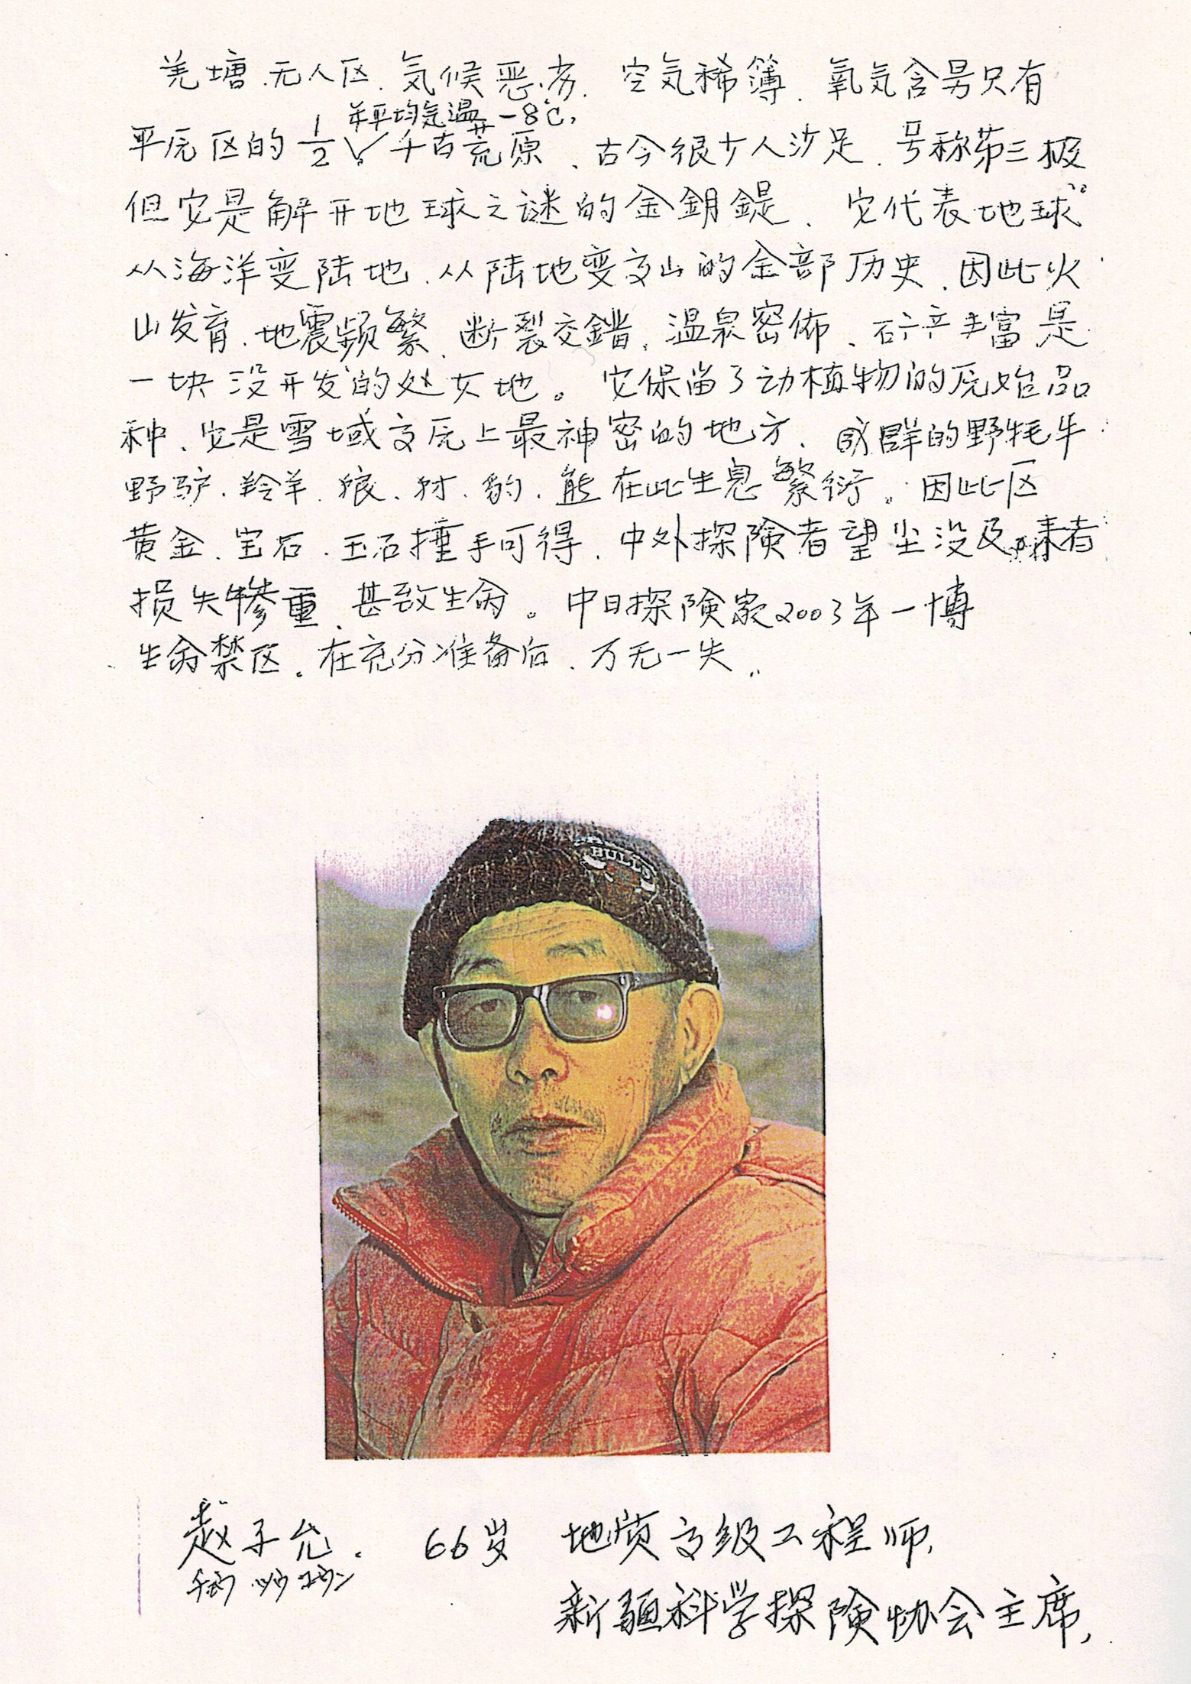 羌塘.无人区.気候恶劣.空気稀簿.氧気含另只有
年平均気温 -8℃,
平原区的 1/2 千古荒原、古今很少人涉足、号称第三极
但它是解开地球之谜的金鈅鍉、它代表地球
从海洋变陆地、从陆地变高山的全部历史、因此火
山发育、地震频繁、断裂交錯、温泉密佈、矿产丰富是
一块没开发的处女地。它保留了动植物的原始品
种、它是雪域高原上最神密的地方、成群的野牦牛
野驴.羚羊.狼.豺.豹.熊在此生息繁衍。因此区
黄金.宝石.玉石捶手可得、中外探険者望尘没及,来者
损失惨重、甚致生命。中日探険家2003年一博
生命禁区。在充分准备后、万无一失.
BULLS
赵子允. 66岁 地质高级工程师,
チョウ ツウ ユウン
新疆科学探険协会主席,